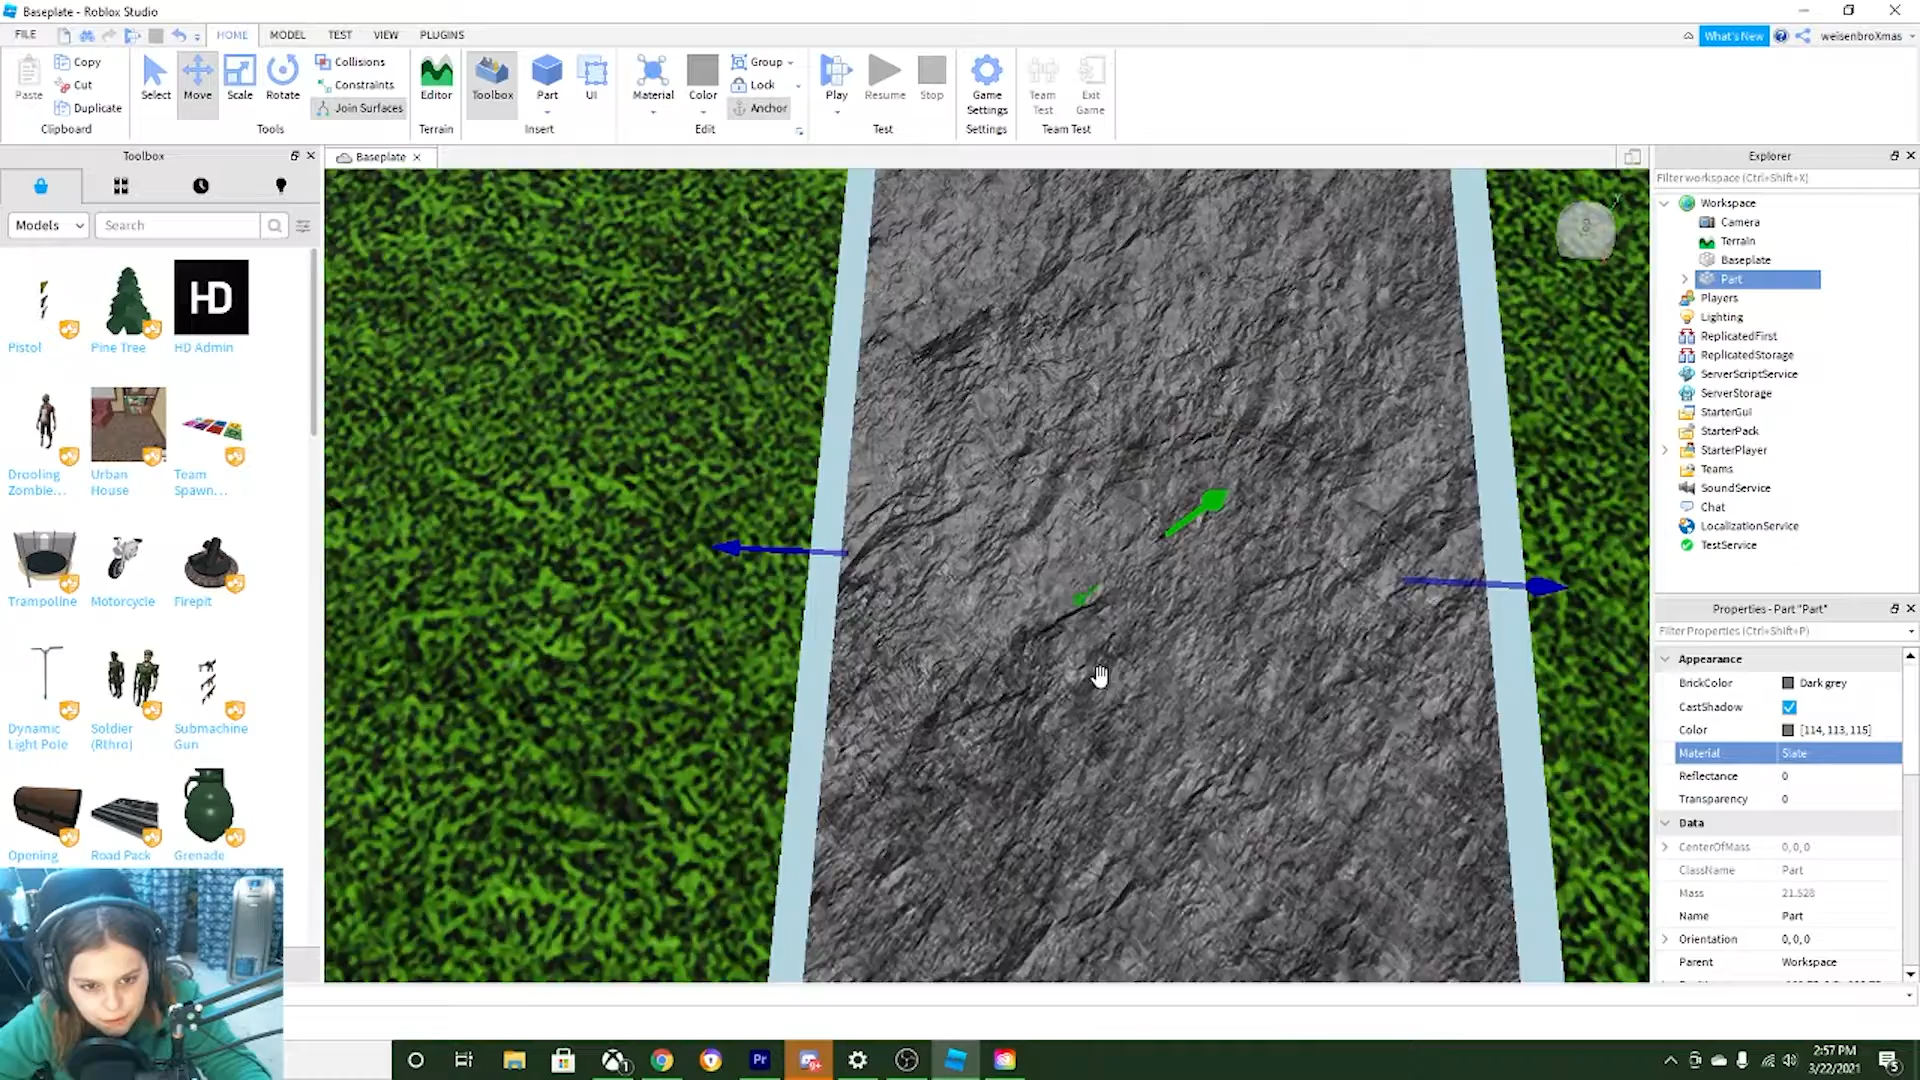 Baseplate - Roblox Studio
FILE HOME MODEL TEST VIEW PLUGINS What's New weisenbroXmas
Paste Copy Cut Duplicate Select Move Scale Rotate Collisions Constraints Join Surfaces Editor Toolbox Part UI Material Color Group Lock Anchor Play Resume Stop Game Settings Team Test Exit Game
Clipboard Tools Terrain Insert Edit Test Settings Team Test
Toolbox
Baseplate
Models Search
HD
Pistol Pine Tree HD Admin
Drooling Zombie... Urban House Team Spawn...
Trampoline Motorcycle Firepit
Dynamic Light Pole Soldier (Rthro) Submachine Gun
Opening Road Pack Grenade
Explorer
Filter workspace (Ctrl+Shift+X)
Workspace
Camera
Terrain
Baseplate
Part
Players
Lighting
ReplicatedFirst
ReplicatedStorage
ServerScriptService
ServerStorage
StarterGui
StarterPack
StarterPlayer
Teams
SoundService
Chat
LocalizationService
TestService
Properties - Part "Part"
Filter Properties (Ctrl+Shift+P)
Appearance
BrickColor Dark grey
CastShadow
Color [114, 113, 115]
Material Slate
Reflectance 0
Transparency 0
Data
CenterOfMass 0, 0, 0
ClassName Part
Mass 21.528
Name Part
Orientation 0, 0, 0
Parent Workspace
Pr
9+
1
2:57 PM
3/22/2021
5